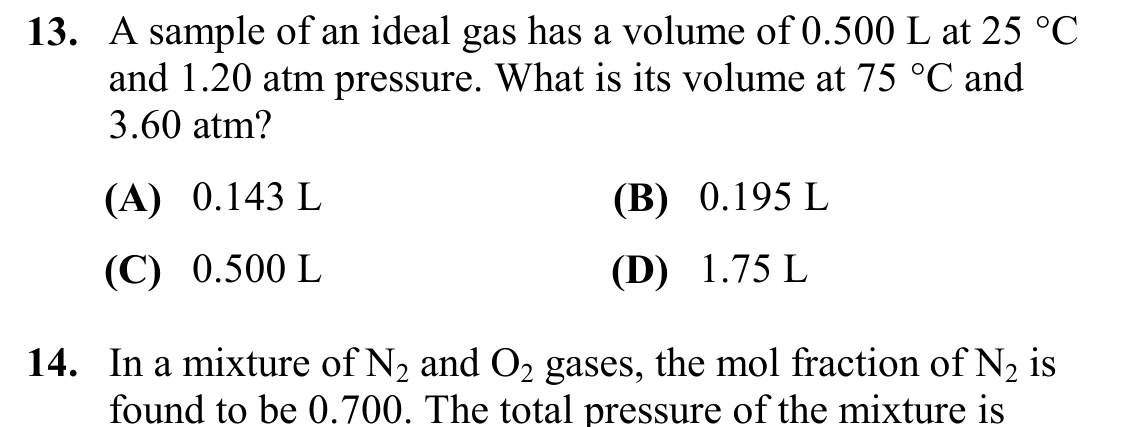 13. A sample of an ideal gas has a volume of 0.500 L at 25 °C
and 1.20 atm pressure. What is its volume at 75 °C and
3.60 atm?
(A) 0.143 L (B) 0.195 L
(C) 0.500 L (D) 1.75 L
14. In a mixture of N₂ and O₂ gases, the mol fraction of N₂ is
found to be 0.700. The total pressure of the mixture is